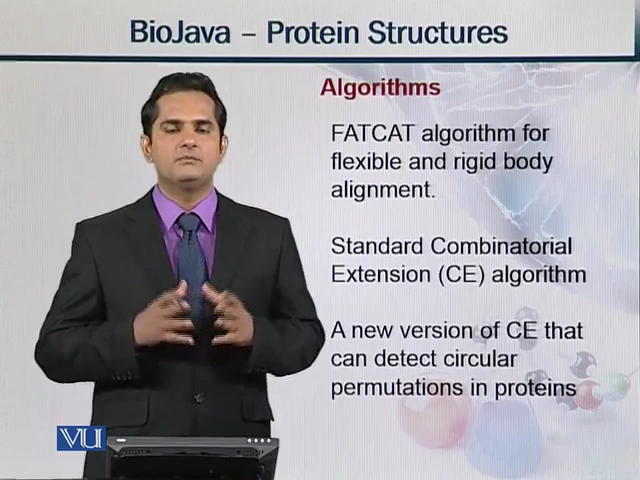 BioJava – Protein Structures
Algorithms
FATCAT algorithm for
flexible and rigid body
alignment.
Standard Combinatorial
Extension (CE) algorithm
A new version of CE that
can detect circular
permutations in proteins
VU